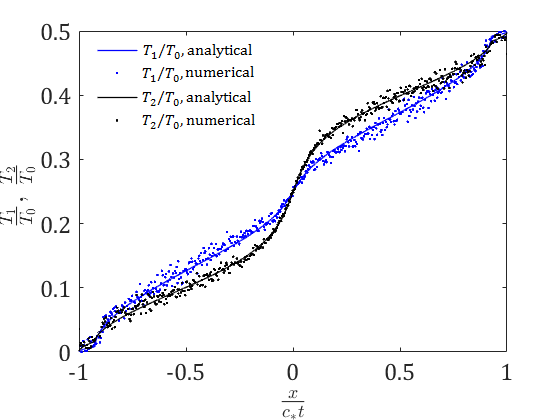 0.5
T₁/T₀, analytical
T₁/T₀, numerical
T₂/T₀, analytical
T₂/T₀, numerical
0.4
0.3
0.2
0.1
0
T₁/T₀, T₂/T₀
-1 -0.5 0 0.5 1
x/c*t